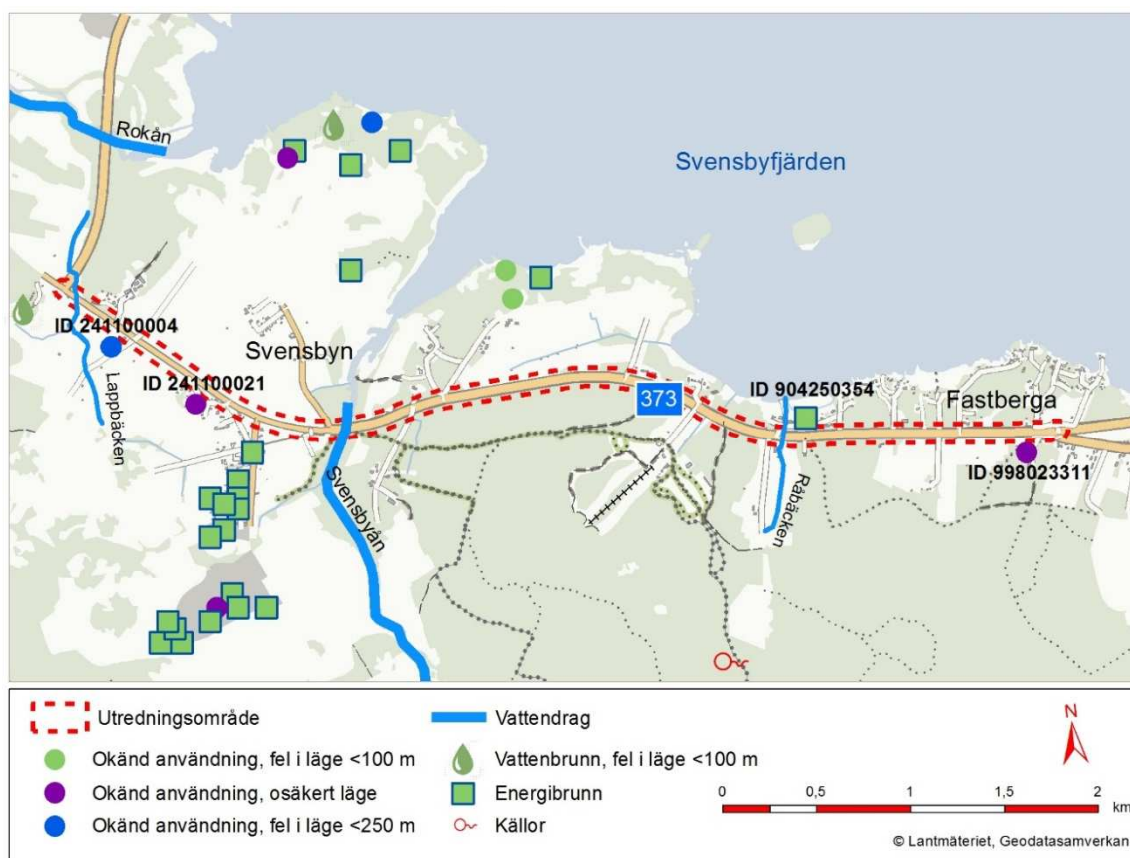 Rokån
Svensbyfjärden
ID 241100004
Svensbyn
ID 241100021
Lappbäcken
373
ID 904250354
Fastberga
ID 998023311
Svensbyån
Råbäcken
Utredningsområde
Okänd användning, fel i läge <100 m
Okänd användning, osäkert läge
Okänd användning, fel i läge <250 m
Vattendrag
Vattenbrunn, fel i läge <100 m
Energibrunn
Källor
N
0 0,5 1 1,5 2
km
© Lantmäteriet, Geodatasamverkan